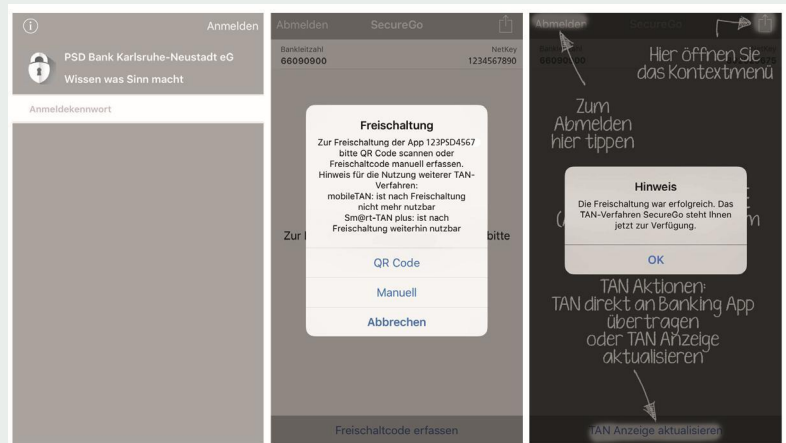 Anmelden
PSD Bank Karlsruhe-Neustadt eG
Wissen was Sinn macht
Anmeldekennwort
Abmelden SecureGo
Bankleitzahl NetKey
66090900 1234567890
Freischaltung
Zur Freischaltung der App 123PSD4567
bitte QR Code scannen oder
Freischaltcode manuell erfassen.
Hinweis für die Nutzung weiterer TAN-
Verfahren:
mobileTAN: ist nach Freischaltung
nicht mehr nutzbar
Sm@rt-TAN plus: ist nach
Freischaltung weiterhin nutzbar
Zur bitte
QR Code
Manuell
Abbrechen
Freischaltcode erfassen
Abmelden SecureGo
Hier öffnen Sie
das Kontextmenü
Zum
Abmelden
hier tippen
Hinweis
Die Freischaltung war erfolgreich. Das
TAN-Verfahren SecureGo steht Ihnen
jetzt zur Verfügung.
OK
TAN Aktionen:
TAN direkt an Banking App
übertragen
oder TAN Anzeige
aktualisieren
TAN Anzeige aktualisieren